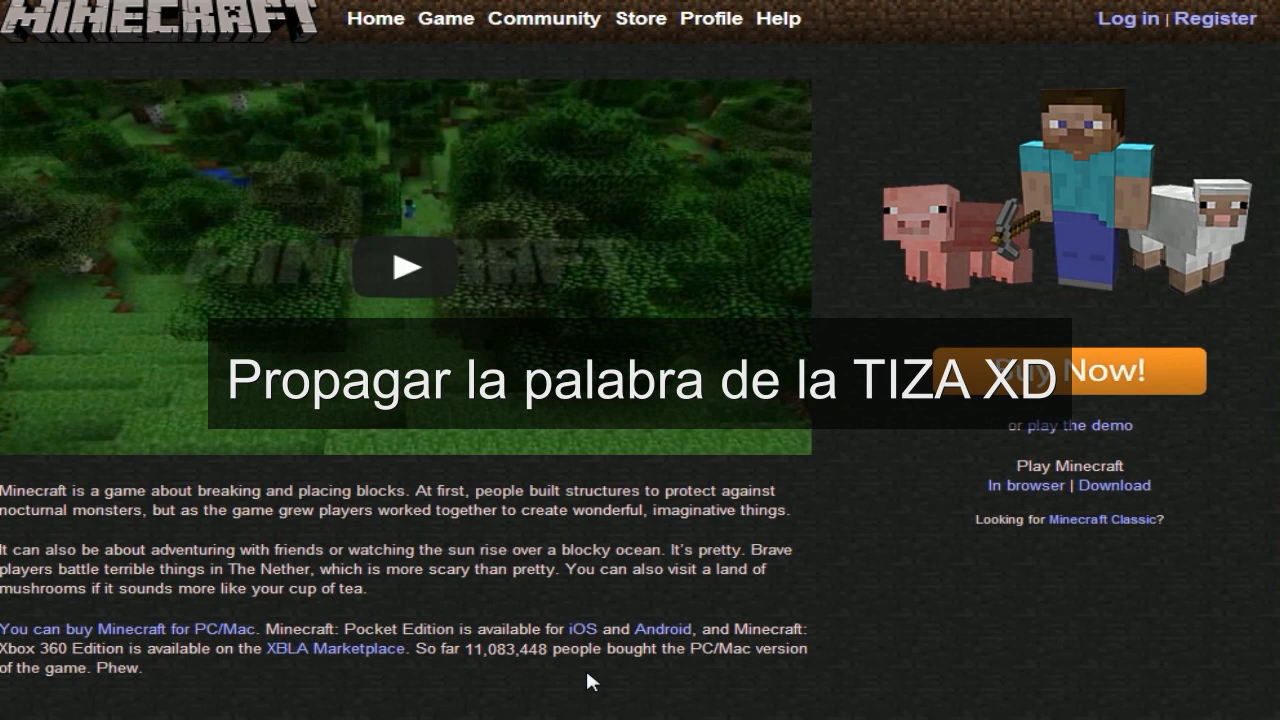 MINECRAFT
Home Game Community Store Profile Help
Log in | Register
MINECRAFT
Propagar la palabra de la TIZA XD
Buy Now!
or play the demo
Play Minecraft
In browser | Download
Looking for Minecraft Classic?
Minecraft is a game about breaking and placing blocks. At first, people built structures to protect against
nocturnal monsters, but as the game grew players worked together to create wonderful, imaginative things.
It can also be about adventuring with friends or watching the sun rise over a blocky ocean. It's pretty. Brave
players battle terrible things in The Nether, which is more scary than pretty. You can also visit a land of
mushrooms if it sounds more like your cup of tea.
You can buy Minecraft for PC/Mac. Minecraft: Pocket Edition is available for iOS and Android, and Minecraft:
Xbox 360 Edition is available on the XBLA Marketplace. So far 11,083,448 people bought the PC/Mac version
of the game. Phew.